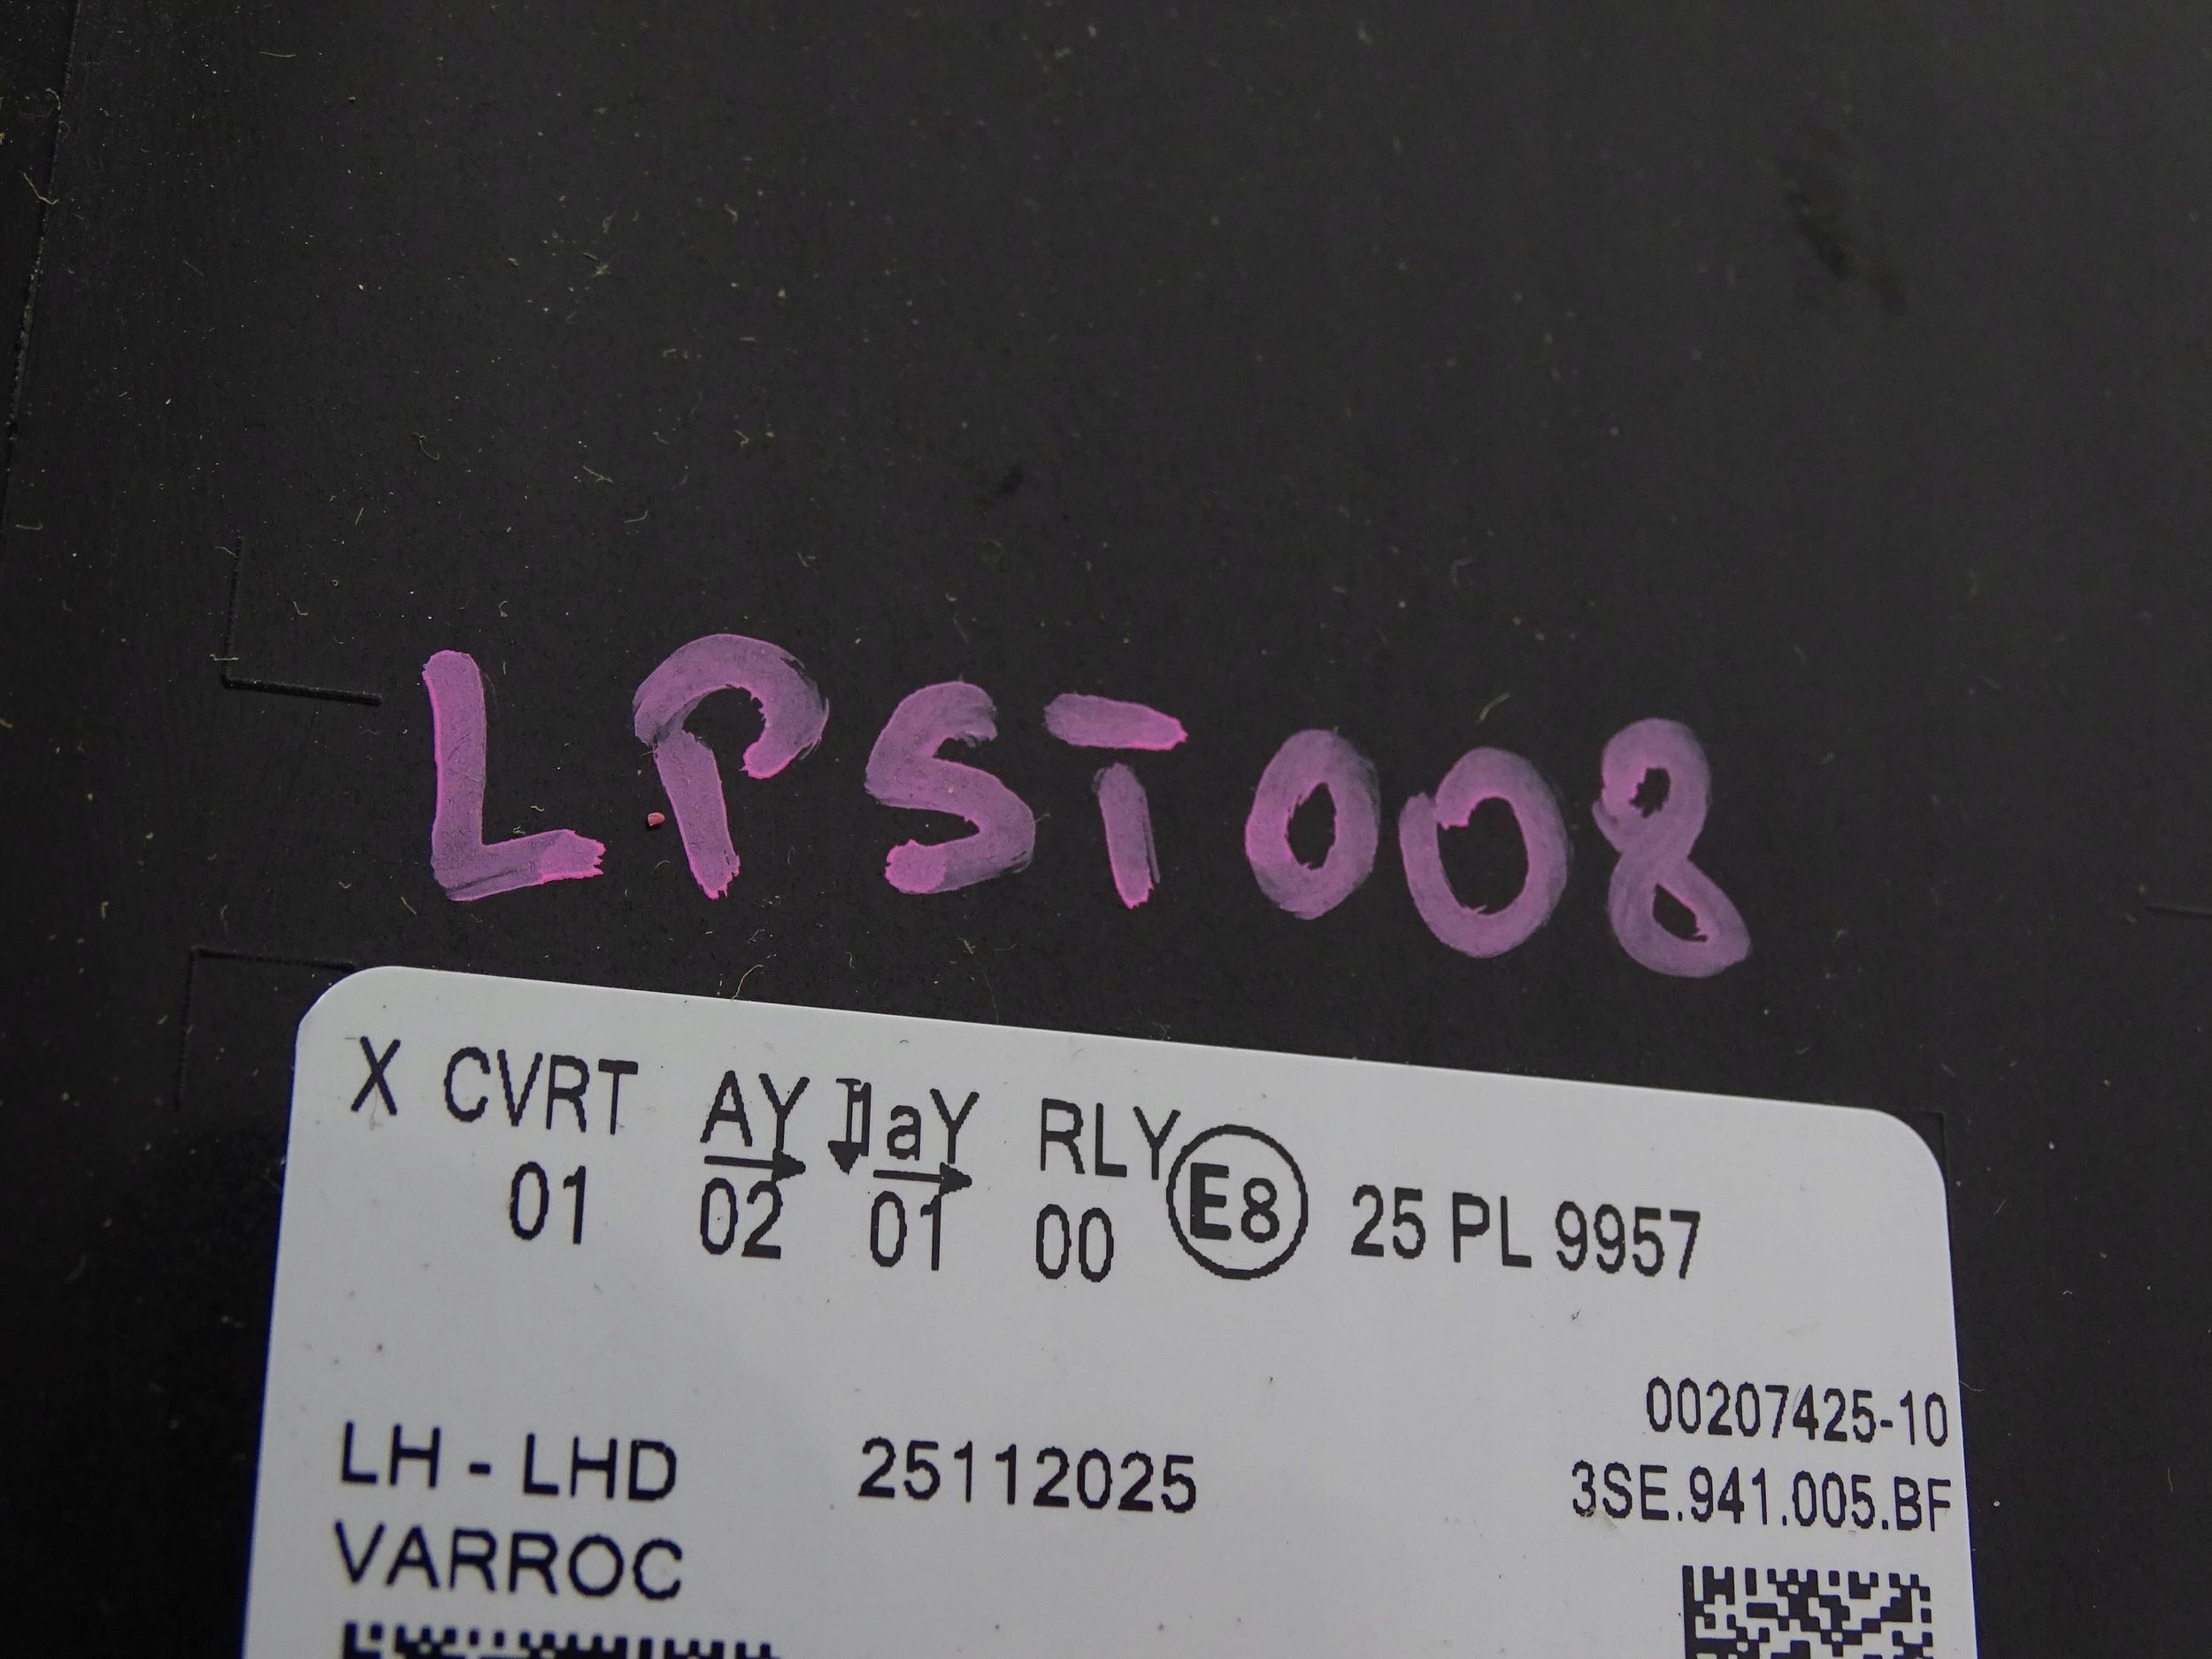 LPST008
X CVRT AY DaY RLY
01 02 01 00 E8 25 PL 9957
00207425-10
LH - LHD 25112025 3SE.941.005.BF
VARROC